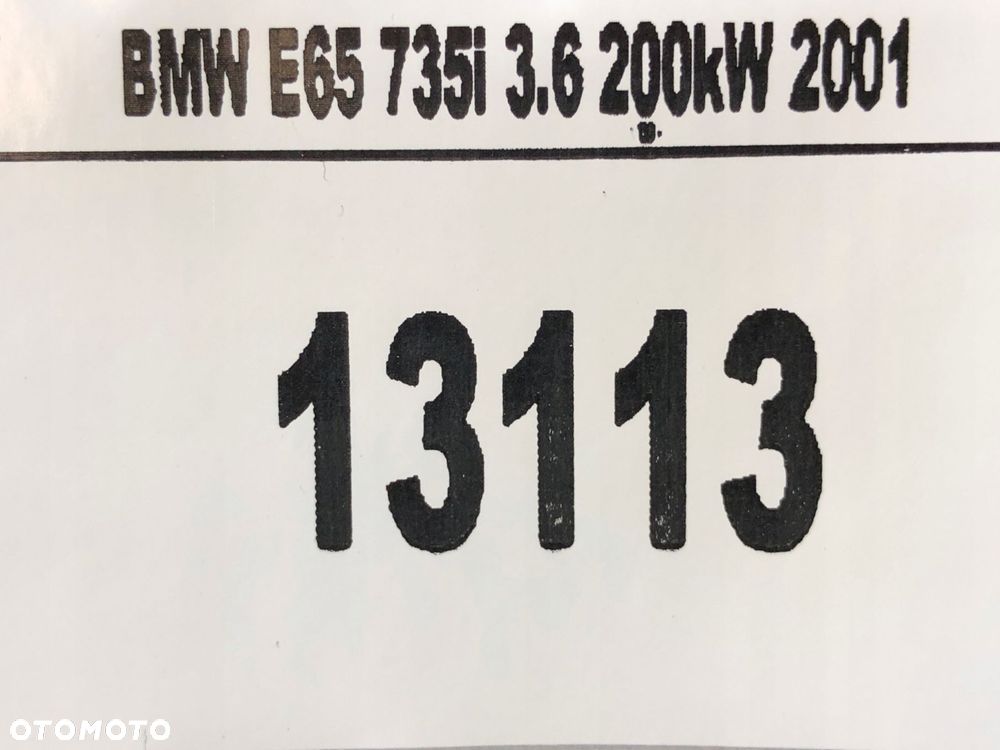 BMW E65 735i 3.6 200kW 2001
13113
OTOMOTO